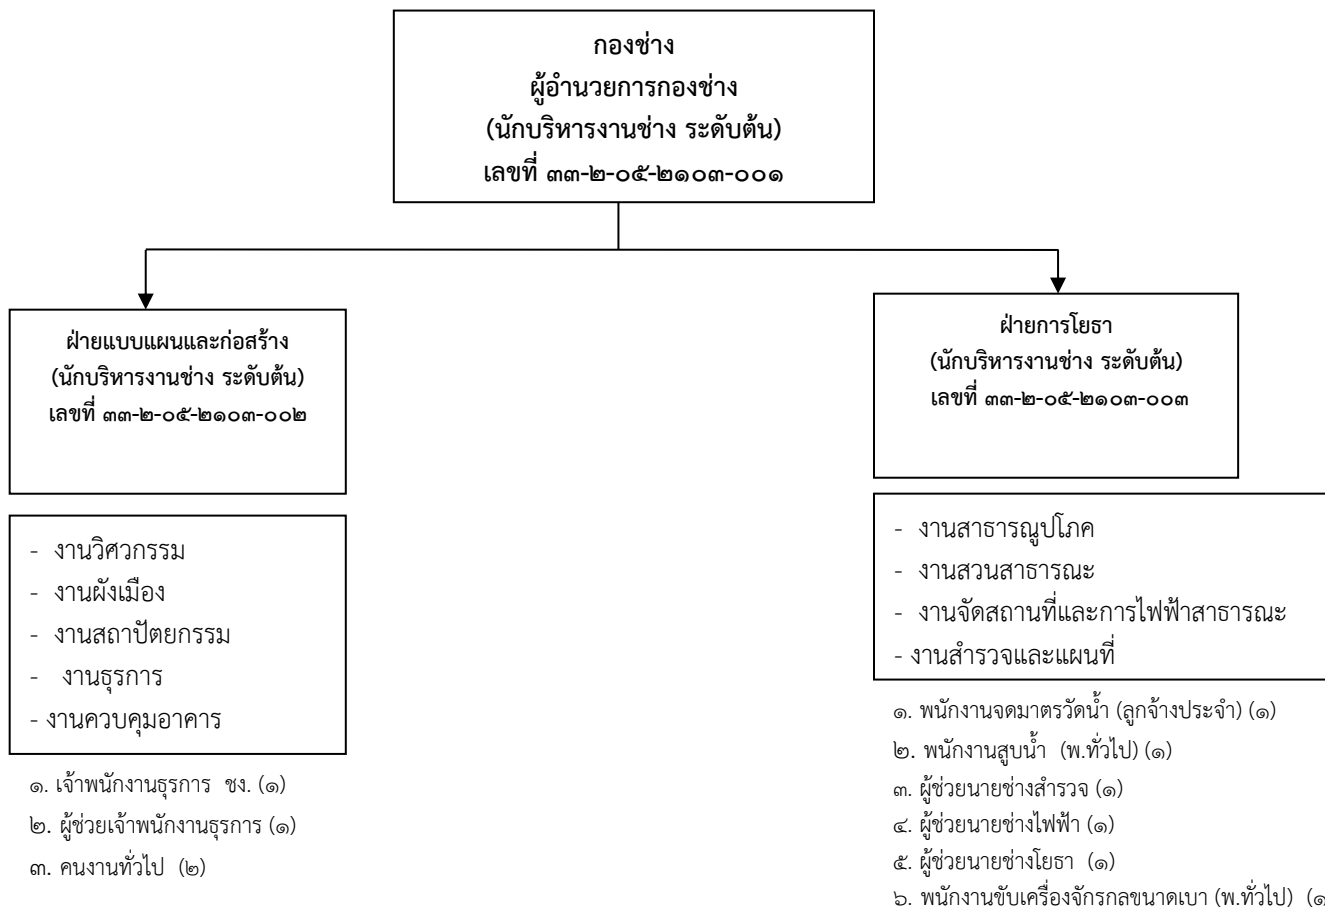 กองช่าง
ผู้อำนวยการกองช่าง
(นักบริหารงานช่าง ระดับต้น)
เลขที่ ๓๓-๒-๐๕-๒๑๐๓-๐๐๑
ฝ่ายแบบแผนและก่อสร้าง
(นักบริหารงานช่าง ระดับต้น)
เลขที่ ๓๓-๒-๐๕-๒๑๐๓-๐๐๒
- งานวิศวกรรม
- งานผังเมือง
- งานสถาปัตยกรรม
- งานธุรการ
- งานควบคุมอาคาร
๑. เจ้าพนักงานธุรการ ชง. (๑)
๒. ผู้ช่วยเจ้าพนักงานธุรการ (๑)
๓. คนงานทั่วไป (๒)
ฝ่ายการโยธา
(นักบริหารงานช่าง ระดับต้น)
เลขที่ ๓๓-๒-๐๕-๒๑๐๓-๐๐๓
- งานสาธารณูปโภค
- งานสวนสาธารณะ
- งานจัดสถานที่และการไฟฟ้าสาธารณะ
- งานสำรวจและแผนที่
๑. พนักงานจดมาตรวัดน้ำ (ลูกจ้างประจำ) (๑)
๒. พนักงานสูบน้ำ (พ.ทั่วไป) (๑)
๓. ผู้ช่วยนายช่างสำรวจ (๑)
๔. ผู้ช่วยนายช่างไฟฟ้า (๑)
๕. ผู้ช่วยนายช่างโยธา (๑)
๖. พนักงานขับเครื่องจักรกลขนาดเบา (พ.ทั่วไป) (๑